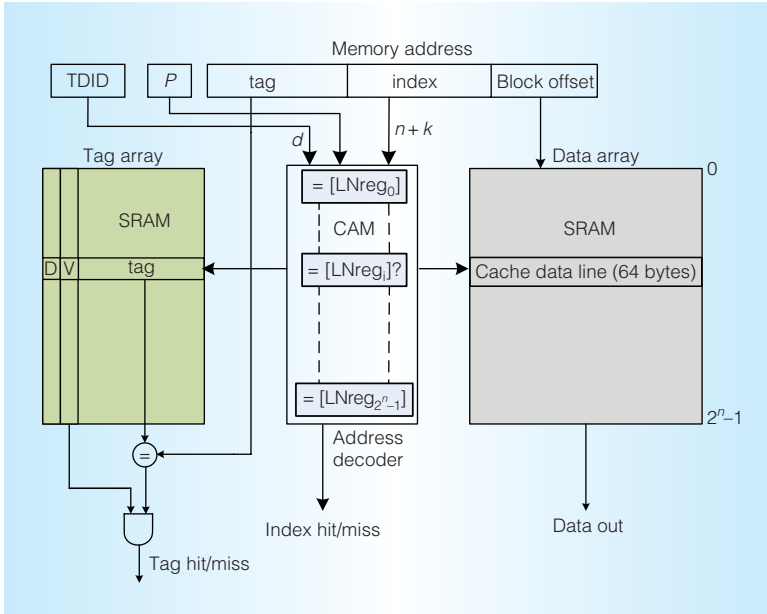 Memory address
TDID
P
tag
index
Block offset
d
n + k
Tag array
Data array
0
= [LNreg₀]
SRAM
CAM
SRAM
D
V
tag
= [LNregᵢ]?
Cache data line (64 bytes)
= [LNreg₂ⁿ₋₁]
2ⁿ–1
Address
decoder
=
Index hit/miss
Data out
Tag hit/miss